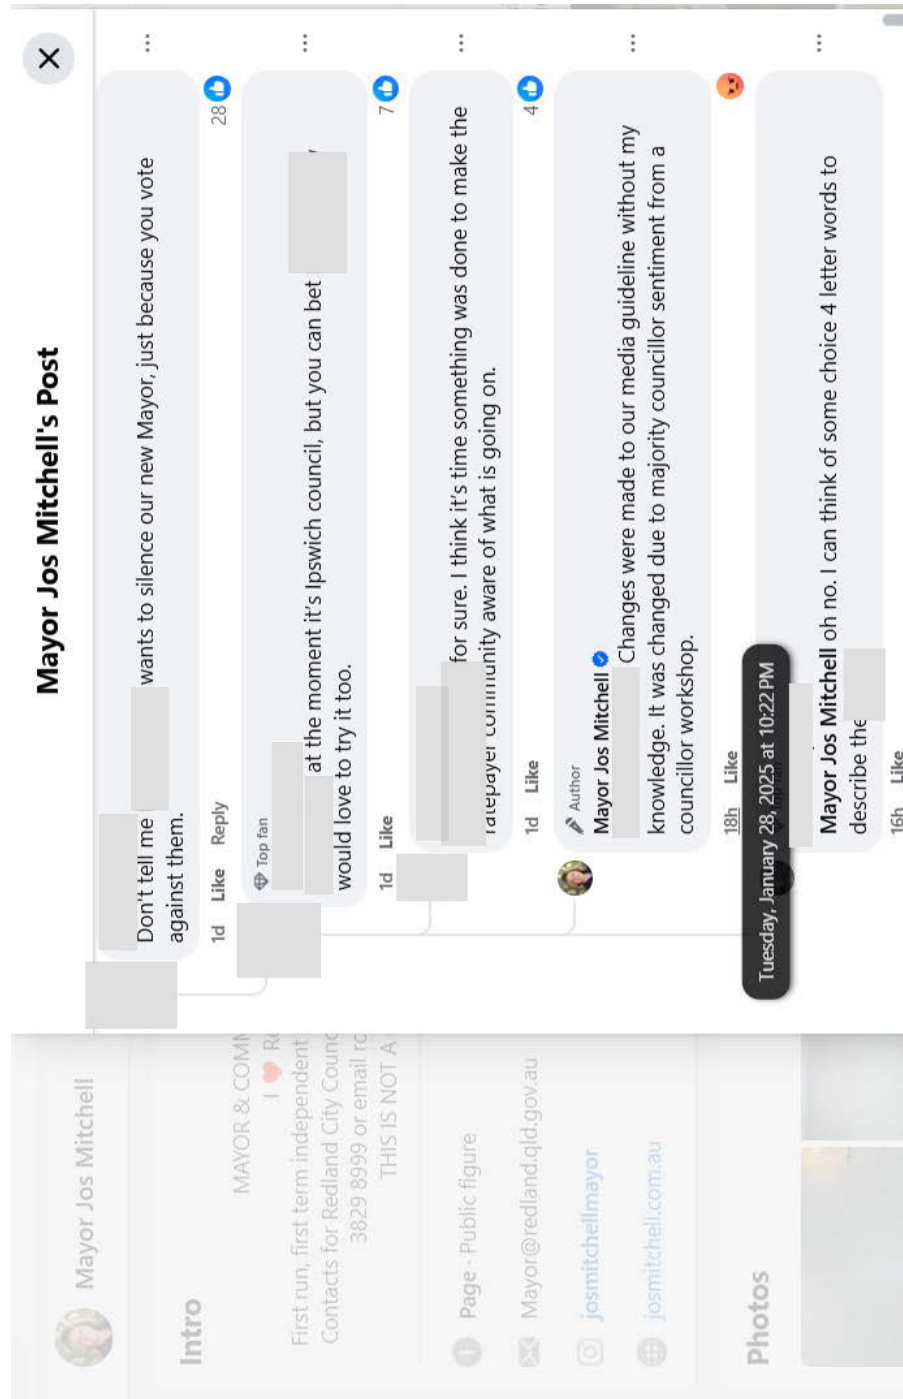 Mayor Jos Mitchell's Post
Don't tell me wants to silence our new Mayor, just because you vote
against them.
1d Like Reply
28
Top fan
at the moment it's Ipswich council, but you can bet
would love to try it too.
1d Like
7
for sure. I think it's time something was done to make the
ratepayer community aware of what is going on.
1d Like
4
Author
Mayor Jos Mitchell
Changes were made to our media guideline without my
knowledge. It was changed due to majority councillor sentiment from a
councillor workshop.
18h Like
Tuesday, January 28, 2025 at 10:22 PM
Mayor Jos Mitchell oh no. I can think of some choice 4 letter words to
describe the
16h Like
Mayor Jos Mitchell
Intro
MAYOR & COMM
I ❤ Re
First run, first term independent
Contacts for Redland City Counc
3829 8999 or email rc
THIS IS NOT A
Page · Public figure
Mayor@redland.qld.gov.au
josmitchellmayor
josmitchell.com.au
Photos